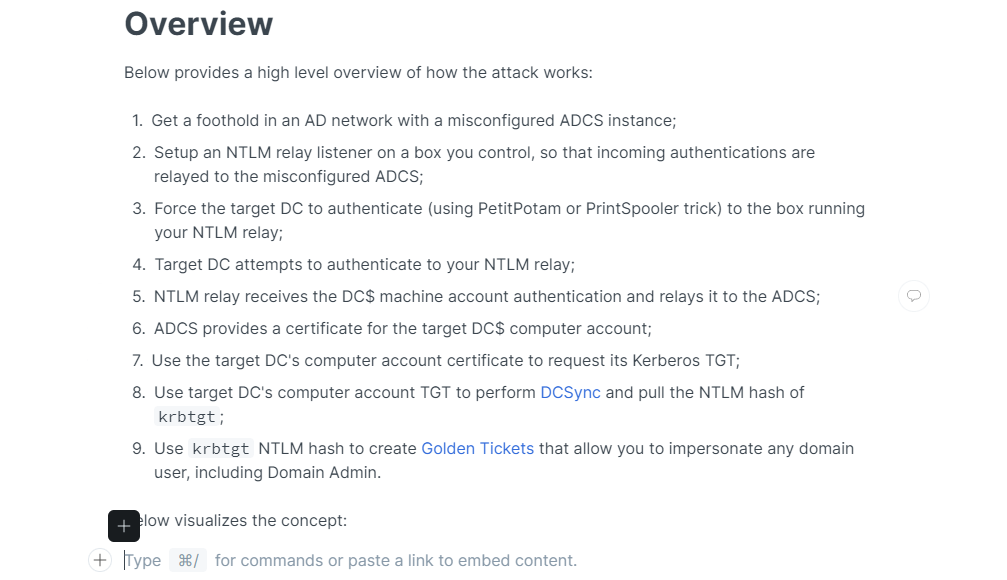 Overview
Below provides a high level overview of how the attack works:
1. Get a foothold in an AD network with a misconfigured ADCS instance;
2. Setup an NTLM relay listener on a box you control, so that incoming authentications are
relayed to the misconfigured ADCS;
3. Force the target DC to authenticate (using PetitPotam or PrintSpooler trick) to the box running
your NTLM relay;
4. Target DC attempts to authenticate to your NTLM relay;
5. NTLM relay receives the DC$ machine account authentication and relays it to the ADCS;
6. ADCS provides a certificate for the target DC$ computer account;
7. Use the target DC's computer account certificate to request its Kerberos TGT;
8. Use target DC's computer account TGT to perform DCSync and pull the NTLM hash of
krbtgt;
9. Use krbtgt NTLM hash to create Golden Tickets that allow you to impersonate any domain
user, including Domain Admin.
elow visualizes the concept:
Type ⌘/ for commands or paste a link to embed content.